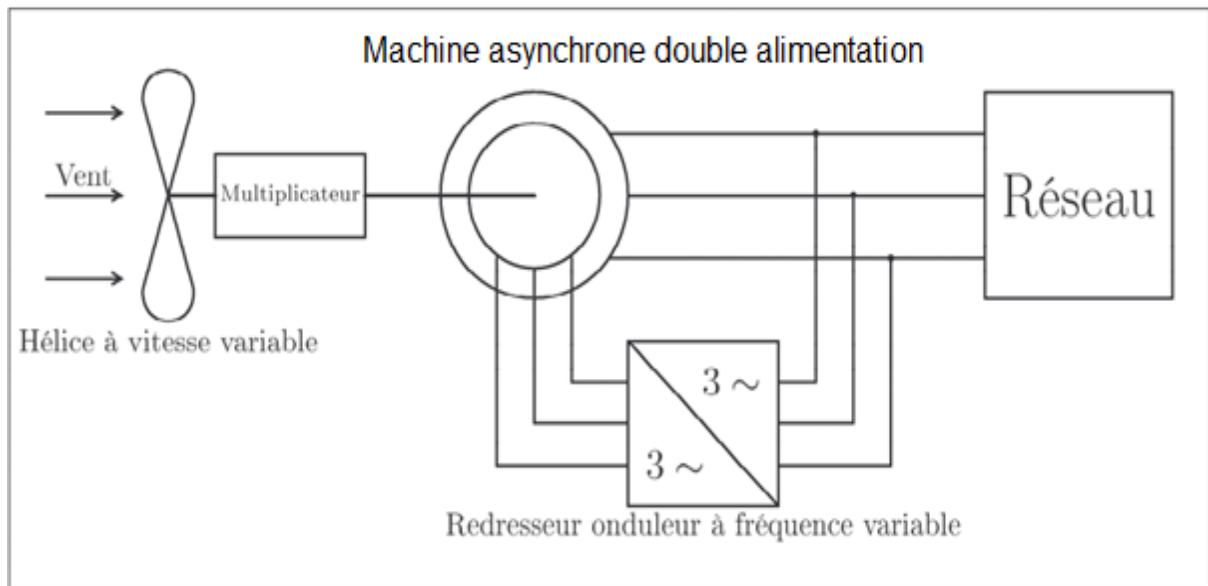 Machine asynchrone double alimentation
Vent
Multiplicateur
Réseau
Hélice à vitesse variable
3 ~
3 ~
Redresseur onduleur à fréquence variable